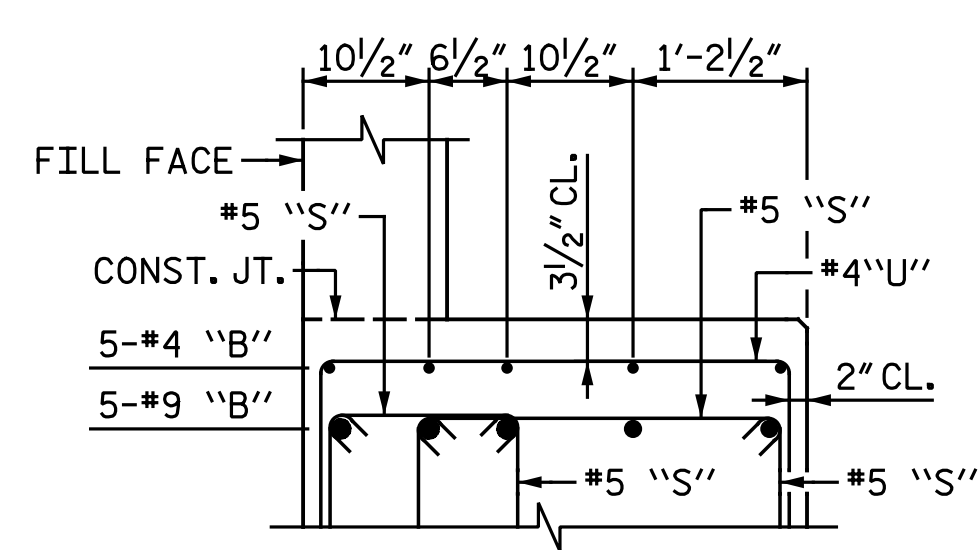 10½" 6½" 10½" 1'-2½"
FILL FACE
3½" CL.
#5 "S" #5 "S"
CONST. JT. #4"U"
5-#4 "B"
2" CL.
5-#9 "B"
#5 "S" #5 "S"